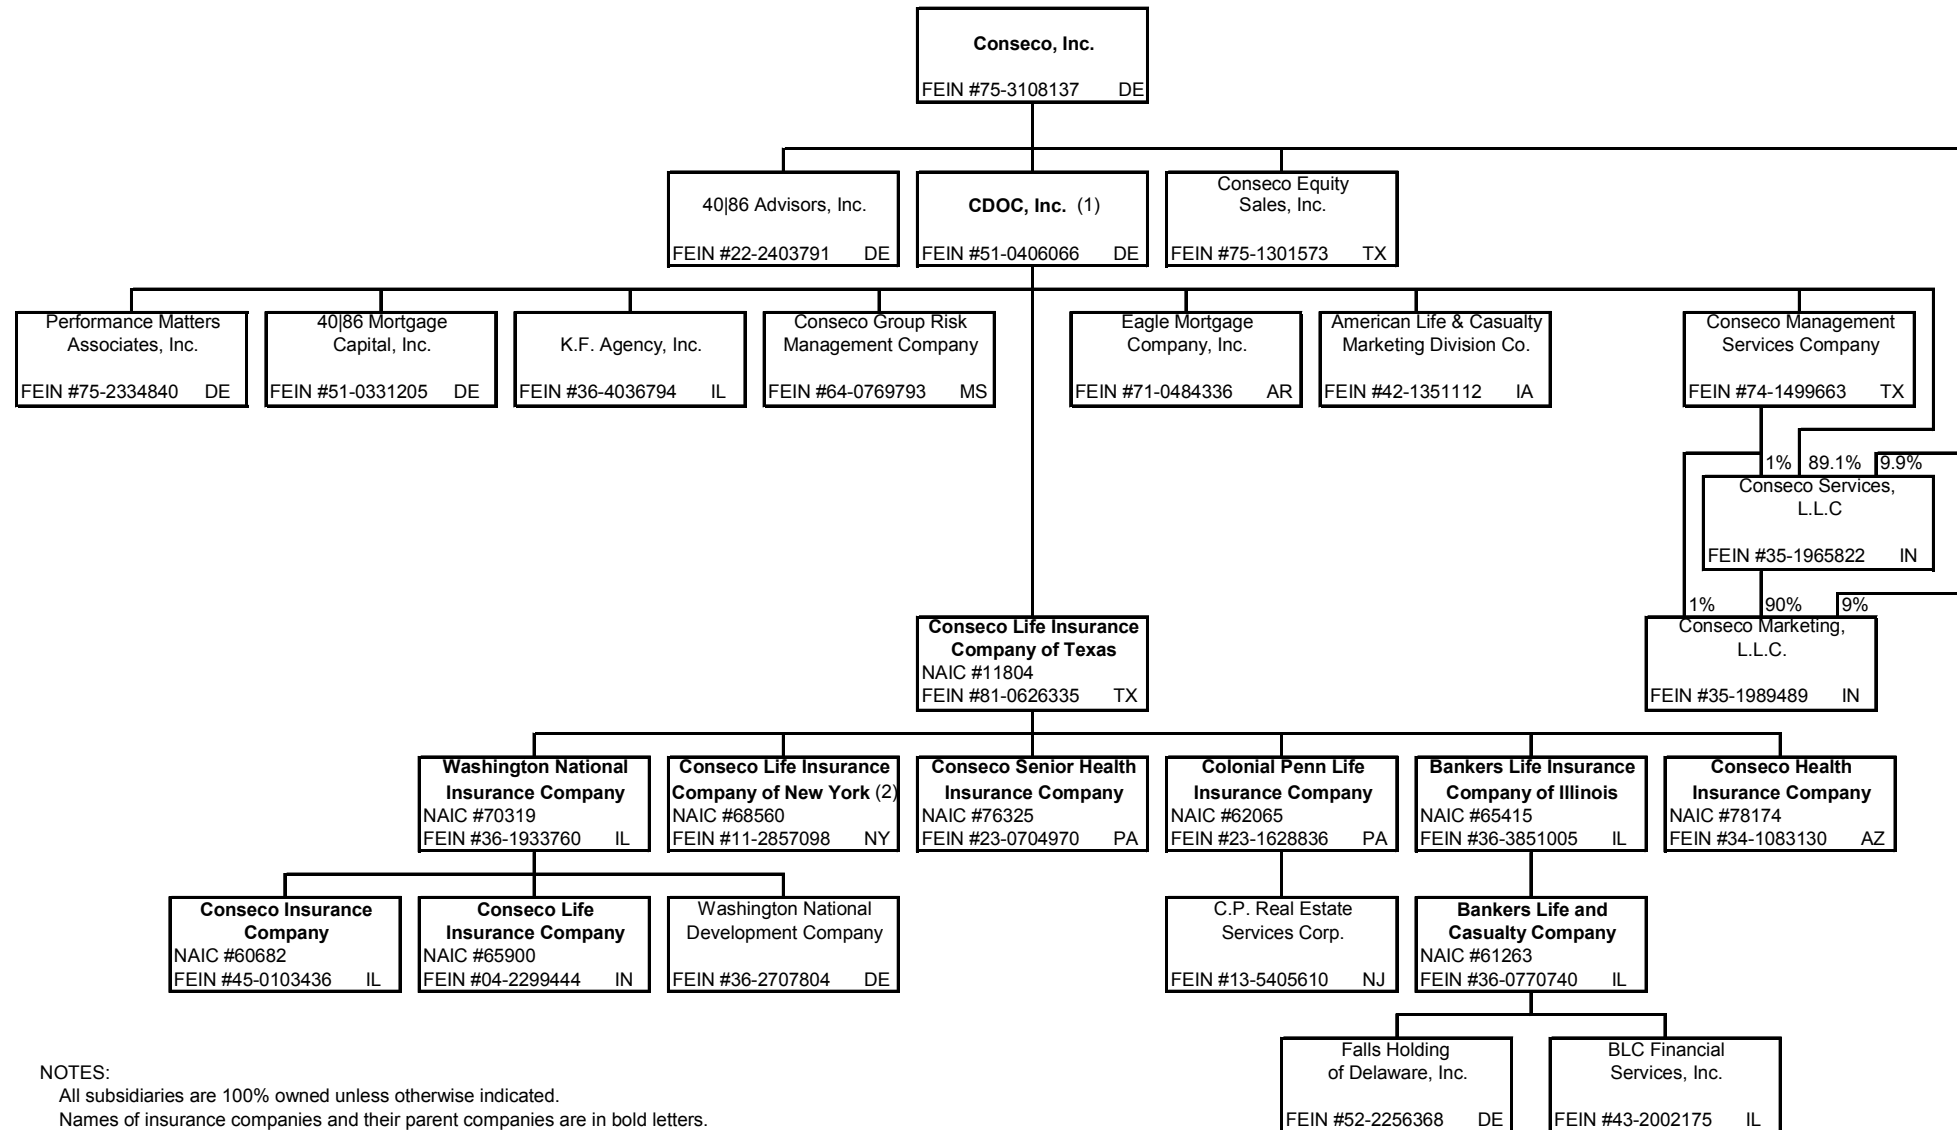 Conseco, Inc.
FEIN #75-3108137 DE
40|86 Advisors, Inc.
FEIN #22-2403791 DE
CDOC, Inc. (1)
FEIN #51-0406066 DE
Conseco Equity
Sales, Inc.
FEIN #75-1301573 TX
Performance Matters
Associates, Inc.
FEIN #75-2334840 DE
40|86 Mortgage
Capital, Inc.
FEIN #51-0331205 DE
K.F. Agency, Inc.
FEIN #36-4036794 IL
Conseco Group Risk
Management Company
FEIN #64-0769793 MS
Eagle Mortgage
Company, Inc.
FEIN #71-0484336 AR
American Life & Casualty
Marketing Division Co.
FEIN #42-1351112 IA
Conseco Management
Services Company
FEIN #74-1499663 TX
1% 89.1% 9.9%
Conseco Services,
L.L.C
FEIN #35-1965822 IN
1% 90% 9%
Conseco Marketing,
L.L.C.
FEIN #35-1989489 IN
Conseco Life Insurance
Company of Texas
NAIC #11804
FEIN #81-0626335 TX
Washington National
Insurance Company
NAIC #70319
FEIN #36-1933760 IL
Conseco Life Insurance
Company of New York (2)
NAIC #68560
FEIN #11-2857098 NY
Conseco Senior Health
Insurance Company
NAIC #76325
FEIN #23-0704970 PA
Colonial Penn Life
Insurance Company
NAIC #62065
FEIN #23-1628836 PA
Bankers Life Insurance
Company of Illinois
NAIC #65415
FEIN #36-3851005 IL
Conseco Health
Insurance Company
NAIC #78174
FEIN #34-1083130 AZ
Conseco Insurance
Company
NAIC #60682
FEIN #45-0103436 IL
Conseco Life
Insurance Company
NAIC #65900
FEIN #04-2299444 IN
Washington National
Development Company
FEIN #36-2707804 DE
C.P. Real Estate
Services Corp.
FEIN #13-5405610 NJ
Bankers Life and
Casualty Company
NAIC #61263
FEIN #36-0770740 IL
Falls Holding
of Delaware, Inc.
FEIN #52-2256368 DE
BLC Financial
Services, Inc.
FEIN #43-2002175 IL
NOTES:
All subsidiaries are 100% owned unless otherwise indicated.
Names of insurance companies and their parent companies are in bold letters.